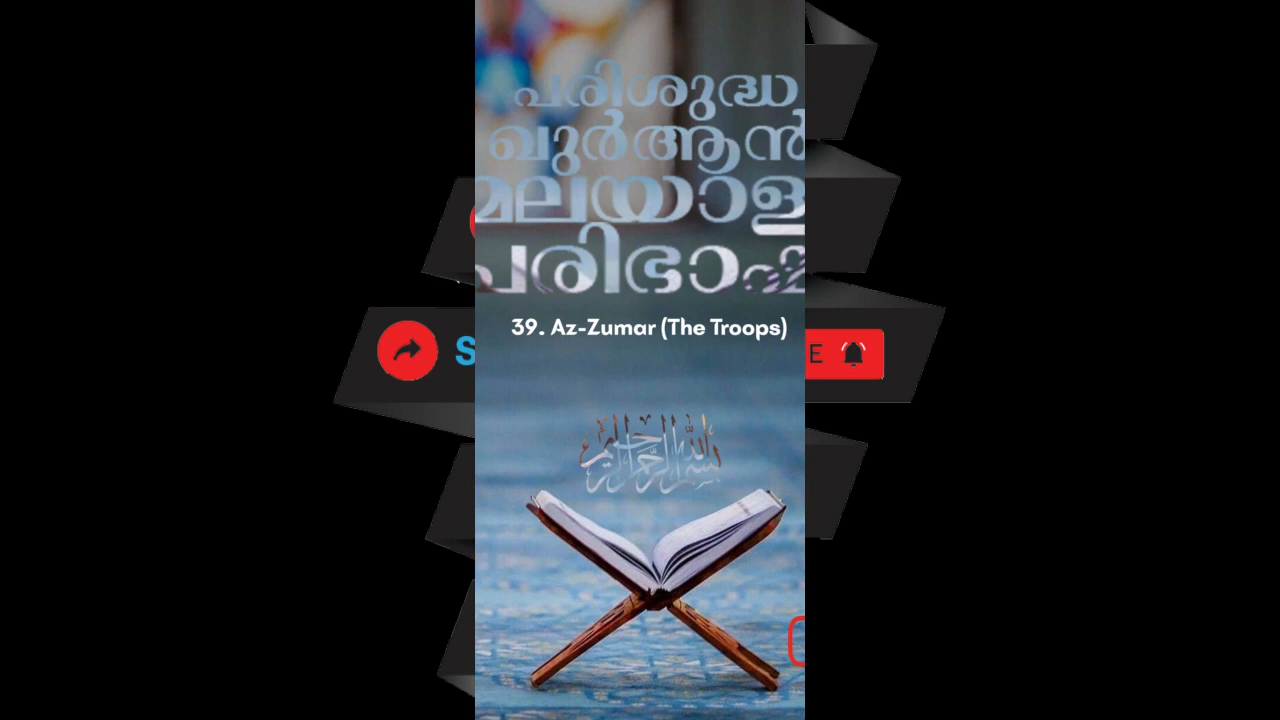 പരിശുദ്ധ
ഖുർആൻ
മലയാള
പരിഭാഷ
39. Az-Zumar (The Troops)
S
E
بسم الله الرحمن الرحيم